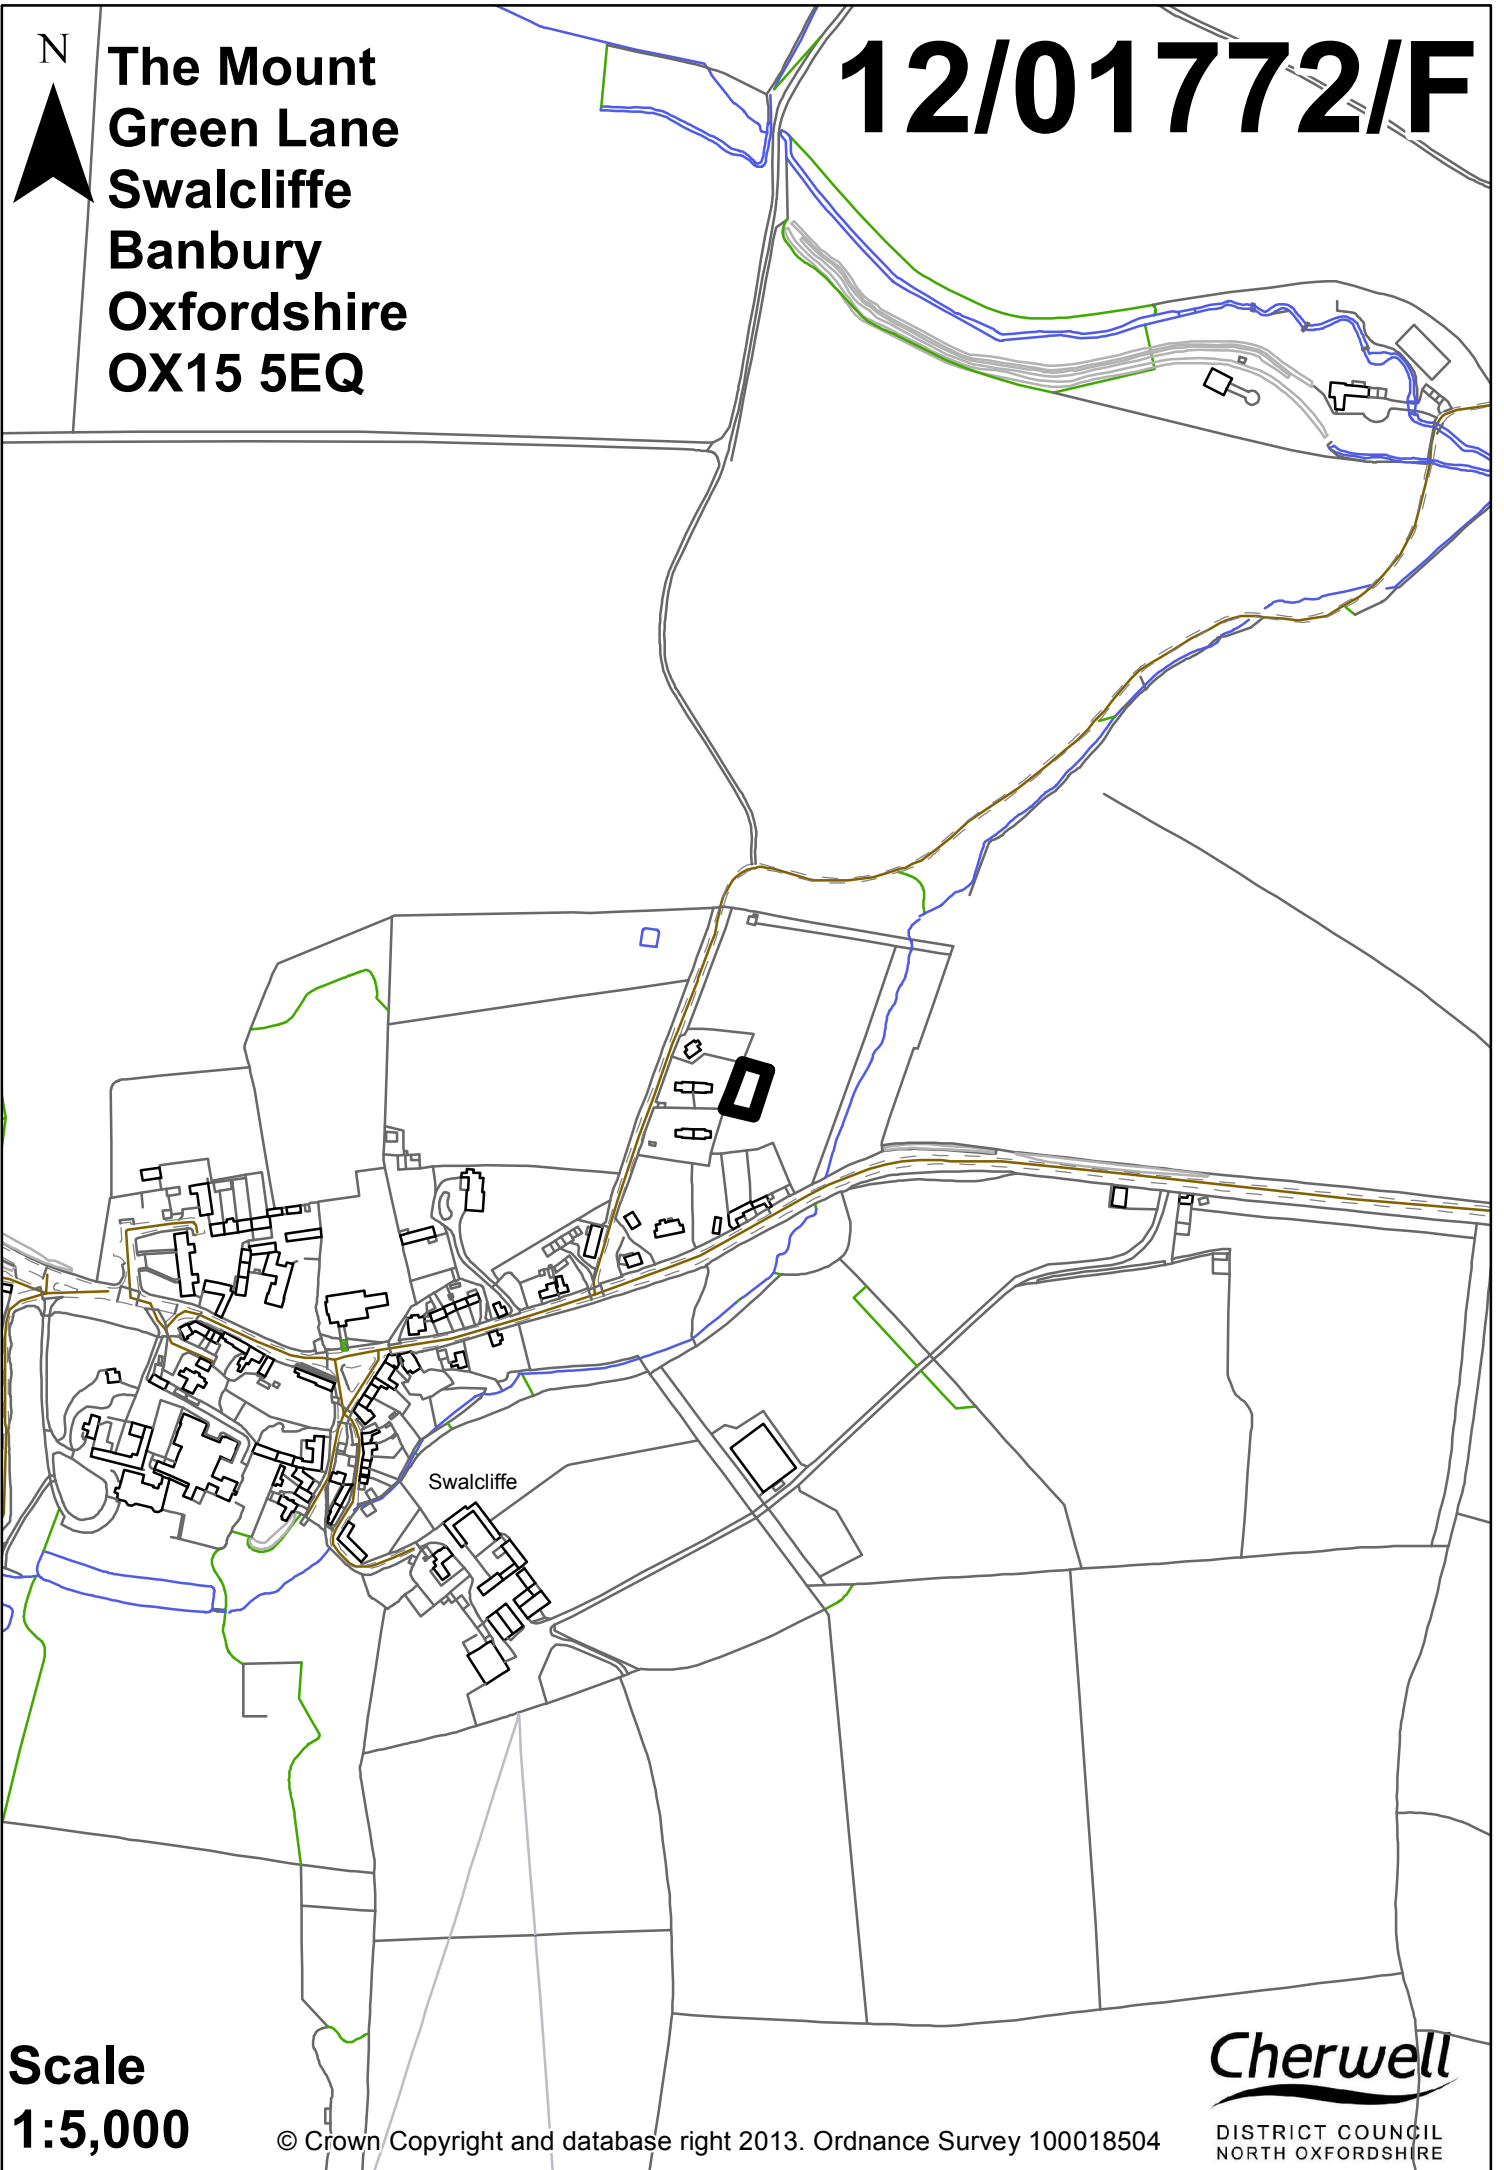 N
The Mount
Green Lane
Swalcliffe
Banbury
Oxfordshire
OX15 5EQ
12/01772/F
Swalcliffe
Scale
1:5,000
© Crown Copyright and database right 2013. Ordnance Survey 100018504
Cherwell
DISTRICT COUNCIL
NORTH OXFORDSHIRE